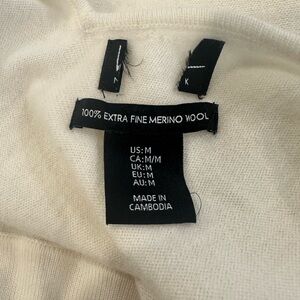 N K
100% EXTRA FINE MERINO WOOL
US:M
CA:M/M
UK:M
EU:M
AU:M
MADE IN
CAMBODIA